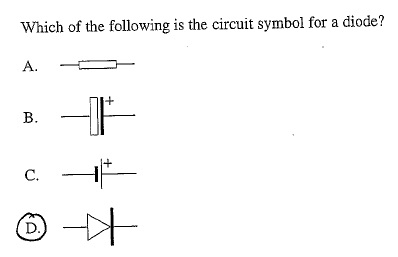 Which of the following is the circuit symbol for a diode?
A.
+
B.
+
C.
D.